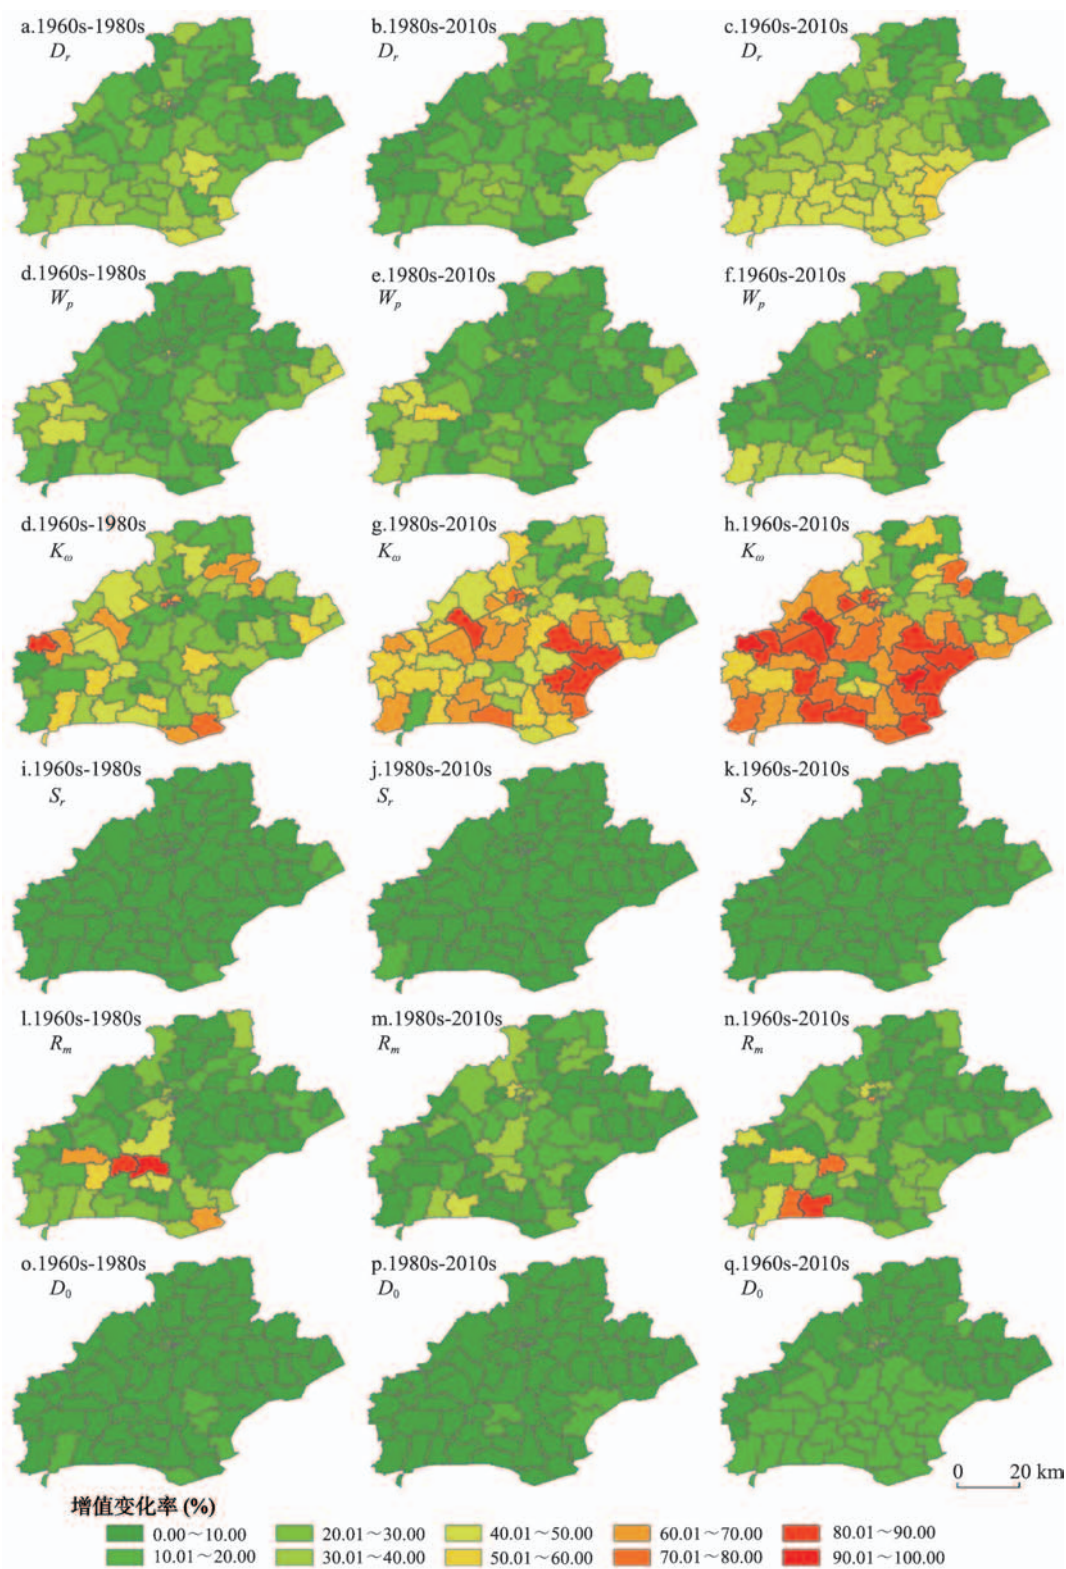 a.1960s-1980s b.1980s-2010s c.1960s-2010s
Dr Dr Dr
d.1960s-1980s e.1980s-2010s f.1960s-2010s
Wp Wp Wp
d.1960s-1980s g.1980s-2010s h.1960s-2010s
Kω Kω Kω
i.1960s-1980s j.1980s-2010s k.1960s-2010s
Sr Sr Sr
l.1960s-1980s m.1980s-2010s n.1960s-2010s
Rm Rm Rm
o.1960s-1980s p.1980s-2010s q.1960s-2010s
D0 D0 D0
0 20 km
增值变化率 (%)
0.00～10.00 20.01～30.00 40.01～50.00 60.01～70.00 80.01～90.00
10.01～20.00 30.01～40.00 50.01～60.00 70.01～80.00 90.01～100.00